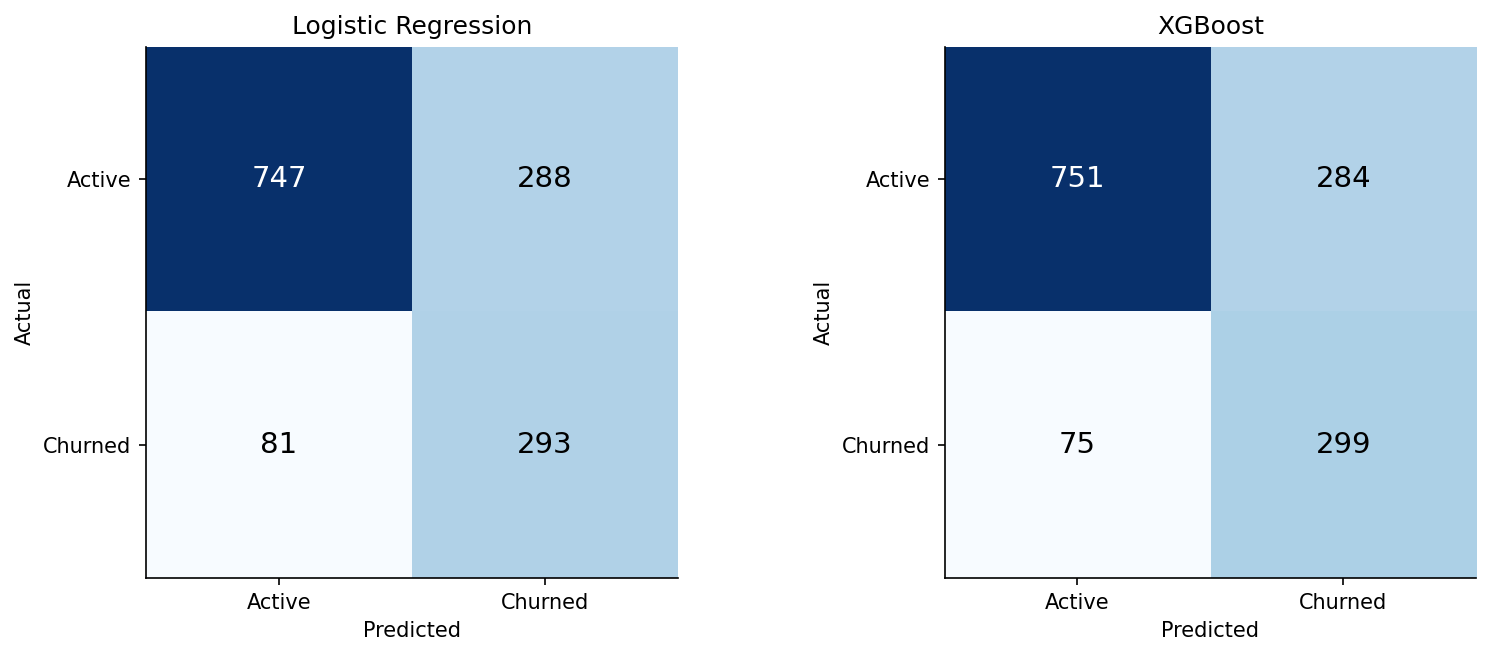 Logistic Regression
Actual
Active
747
288
Churned
81
293
Active
Churned
Predicted
XGBoost
Actual
Active
751
284
Churned
75
299
Active
Churned
Predicted